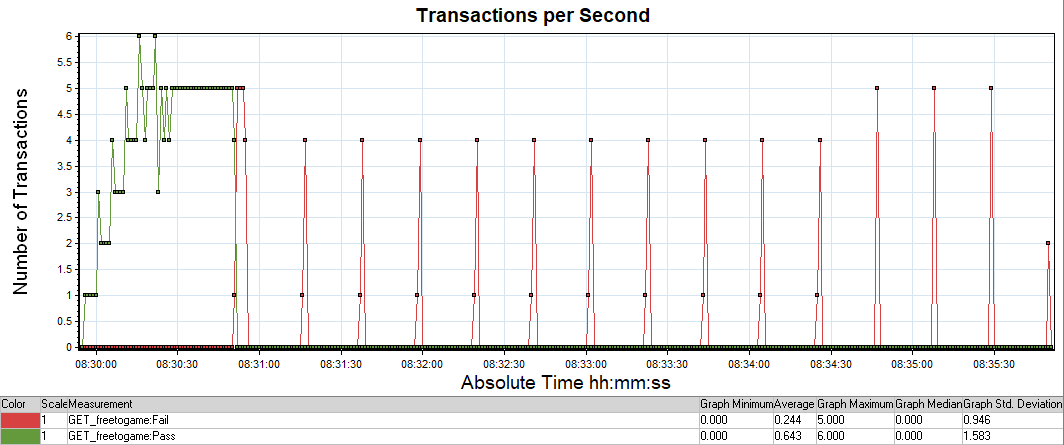 Transactions per Second
Number of Transactions
6
5.5
5
4.5
4
3.5
3
2.5
2
1.5
1
0.5
0
08:30:00 08:30:30 08:31:00 08:31:30 08:32:00 08:32:30 08:33:00 08:33:30 08:34:00 08:34:30 08:35:00 08:35:30
Absolute Time hh:mm:ss
Color Scale Measurement Graph Minimum Average Graph Maximum Graph Median Graph Std. Deviation
1 GET_freetogame:Fail 0.000 0.244 5.000 0.000 0.946
1 GET_freetogame:Pass 0.000 0.643 6.000 0.000 1.583